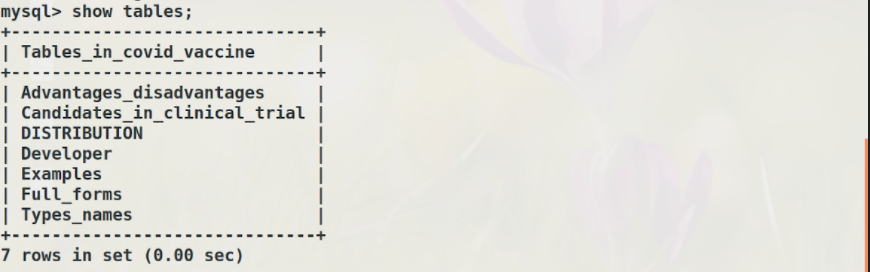 mysql> show tables;
+------------------------------+
| Tables_in_covid_vaccine      |
+------------------------------+
| Advantages_disadvantages     |
| Candidates_in_clinical_trial |
| DISTRIBUTION                 |
| Developer                    |
| Examples                     |
| Full_forms                   |
| Types_names                  |
+------------------------------+
7 rows in set (0.00 sec)